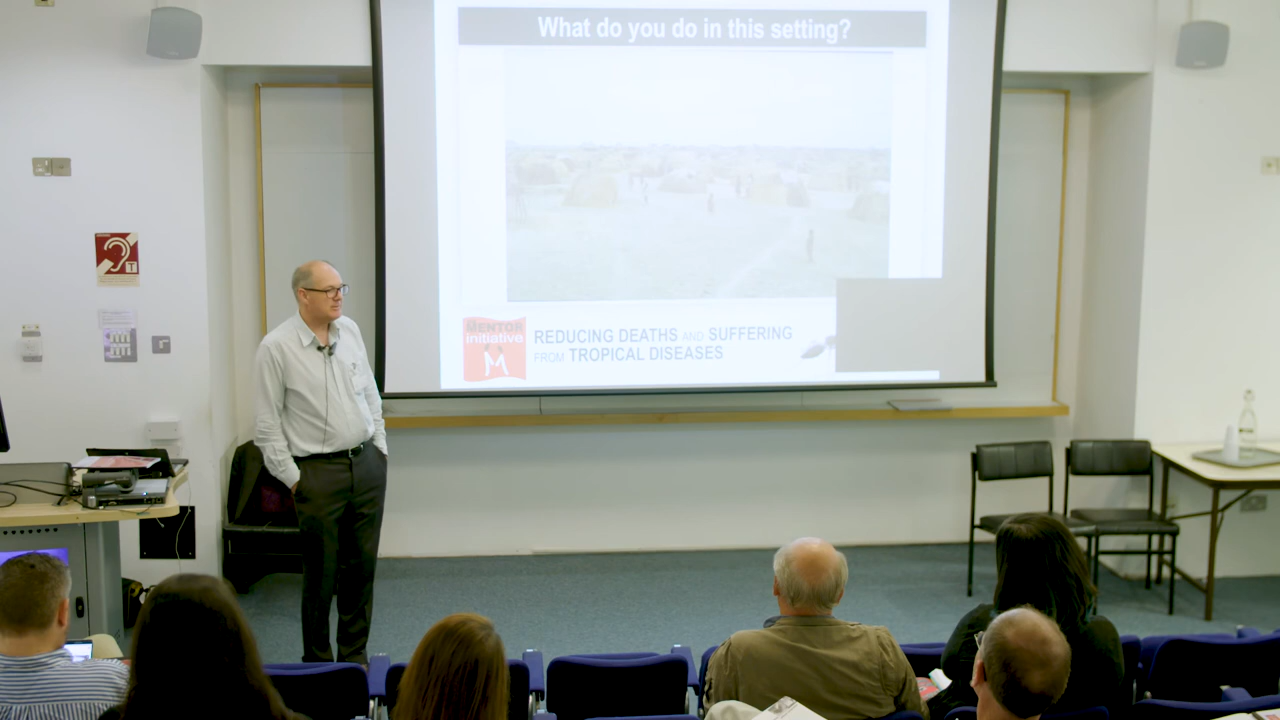 What do you do in this setting?
MENTOR
initiative
REDUCING DEATHS AND SUFFERING
FROM TROPICAL DISEASES
T